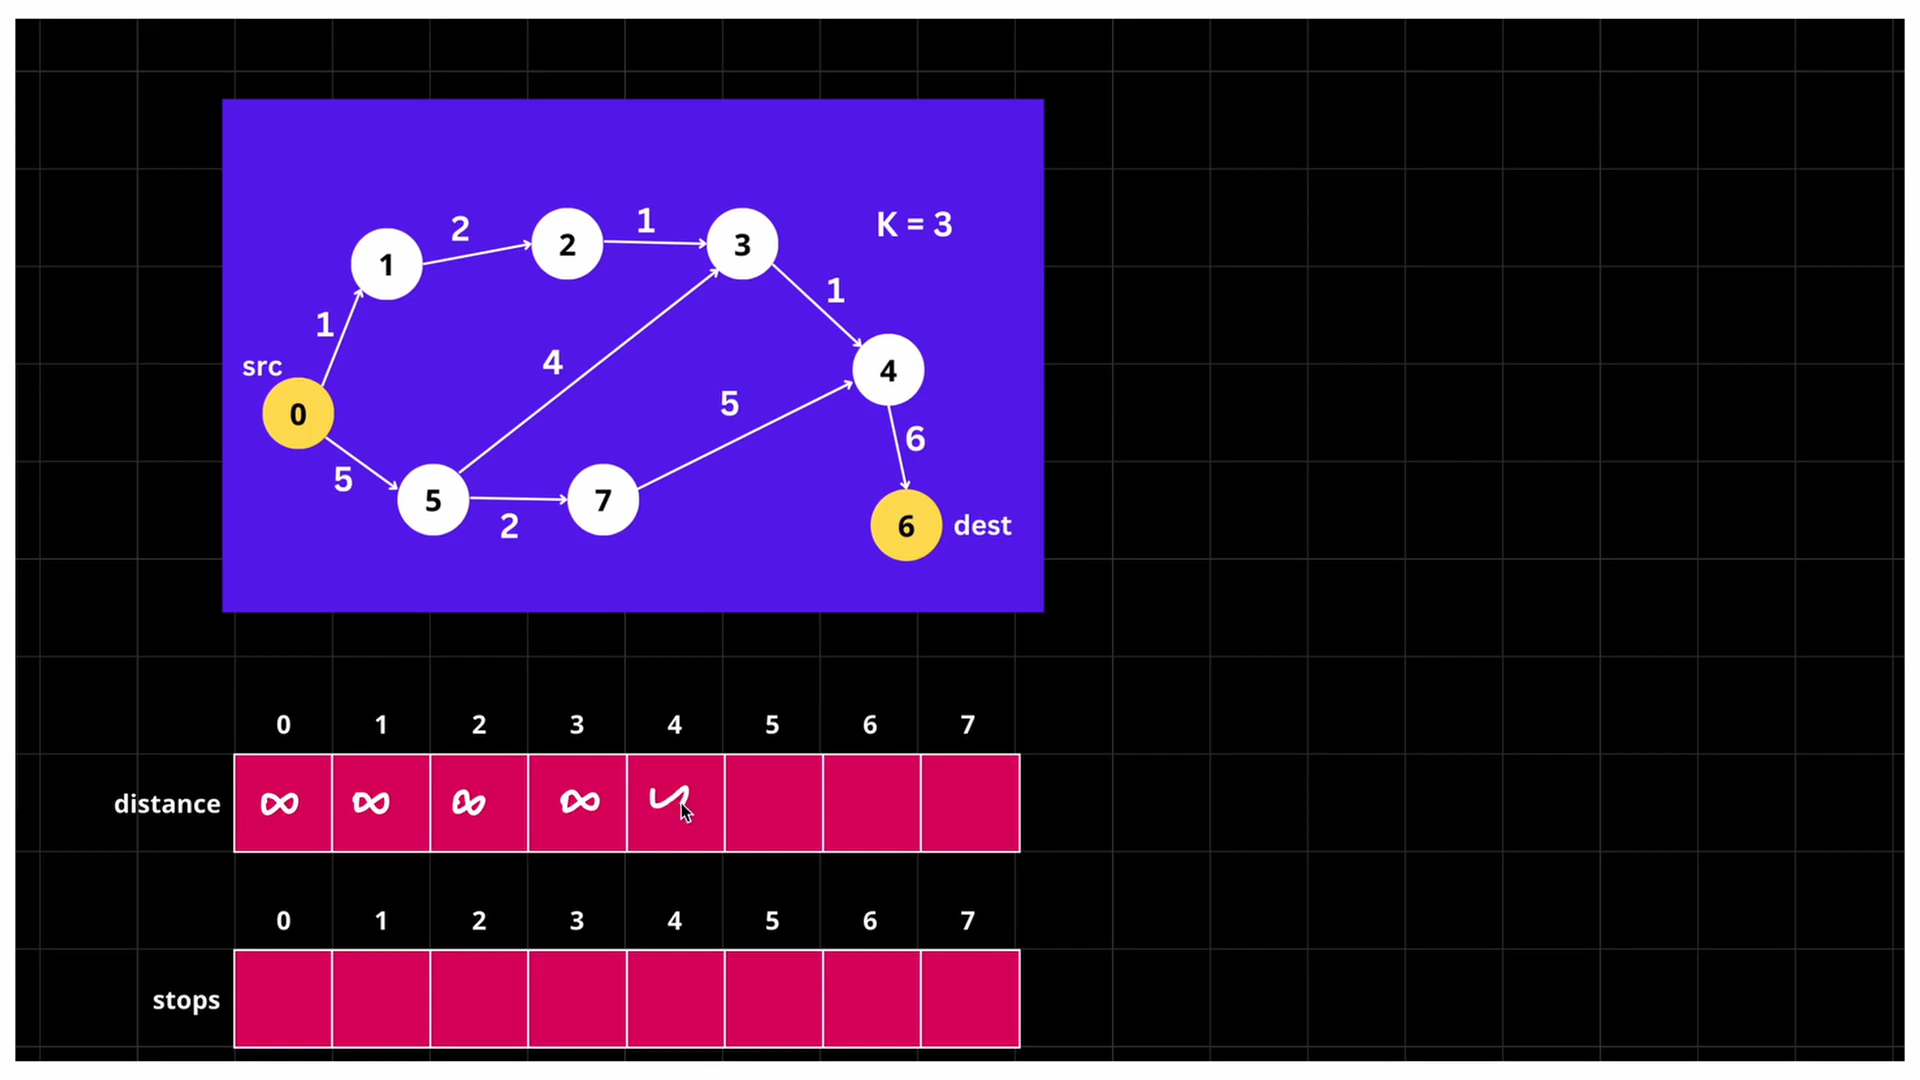 2 1
1 2 3 K = 3
1 1
src 4 5 4
0 6
5 5 7 6 dest
2
0 1 2 3 4 5 6 7
distance ∞ ∞ ∞ ∞
0 1 2 3 4 5 6 7
stops